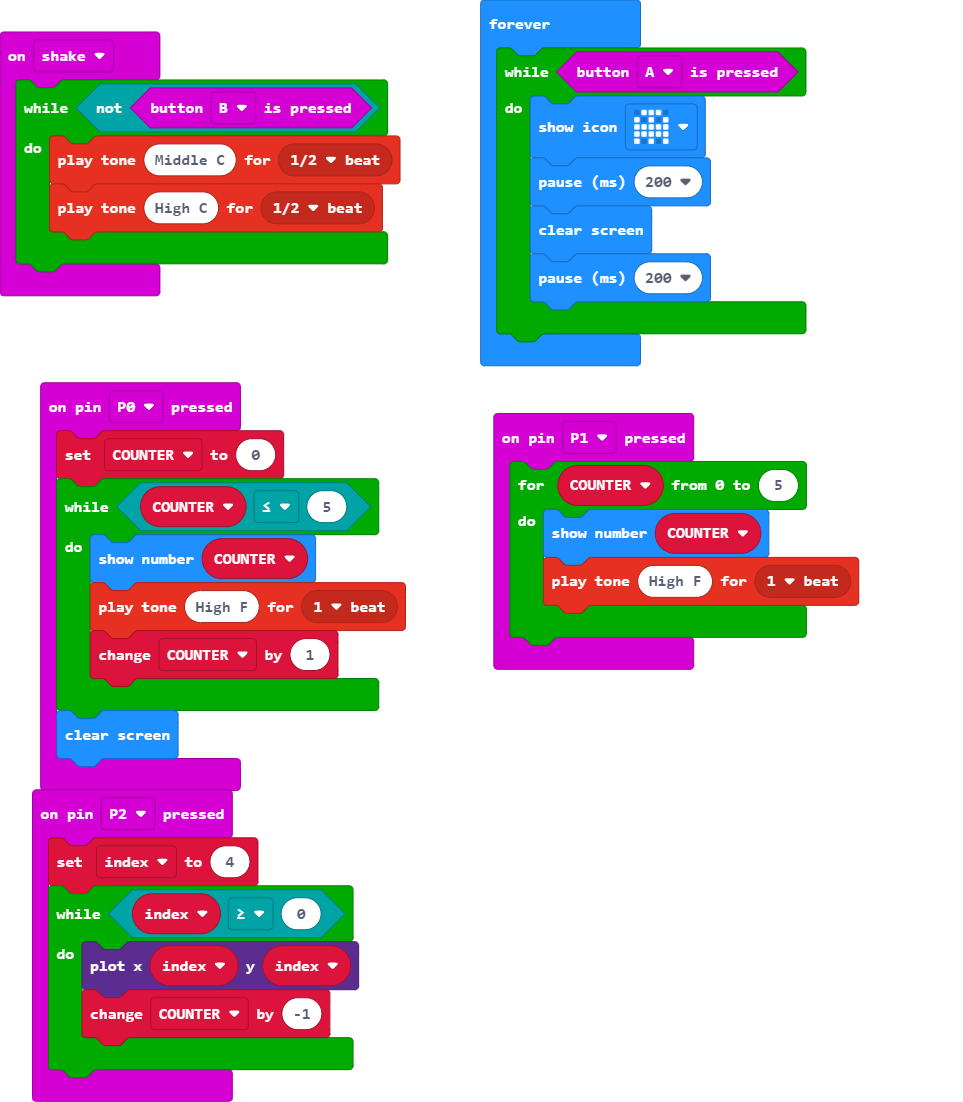 on shake
while not button B is pressed
do
play tone Middle C for 1/2 beat
play tone High C for 1/2 beat
forever
while button A is pressed
do
show icon
pause (ms) 200
clear screen
pause (ms) 200
on pin P0 pressed
set COUNTER to 0
while COUNTER ≤ 5
do
show number COUNTER
play tone High F for 1 beat
change COUNTER by 1
clear screen
on pin P1 pressed
for COUNTER from 0 to 5
do
show number COUNTER
play tone High F for 1 beat
on pin P2 pressed
set index to 4
while index ≥ 0
do
plot x index y index
change COUNTER by -1